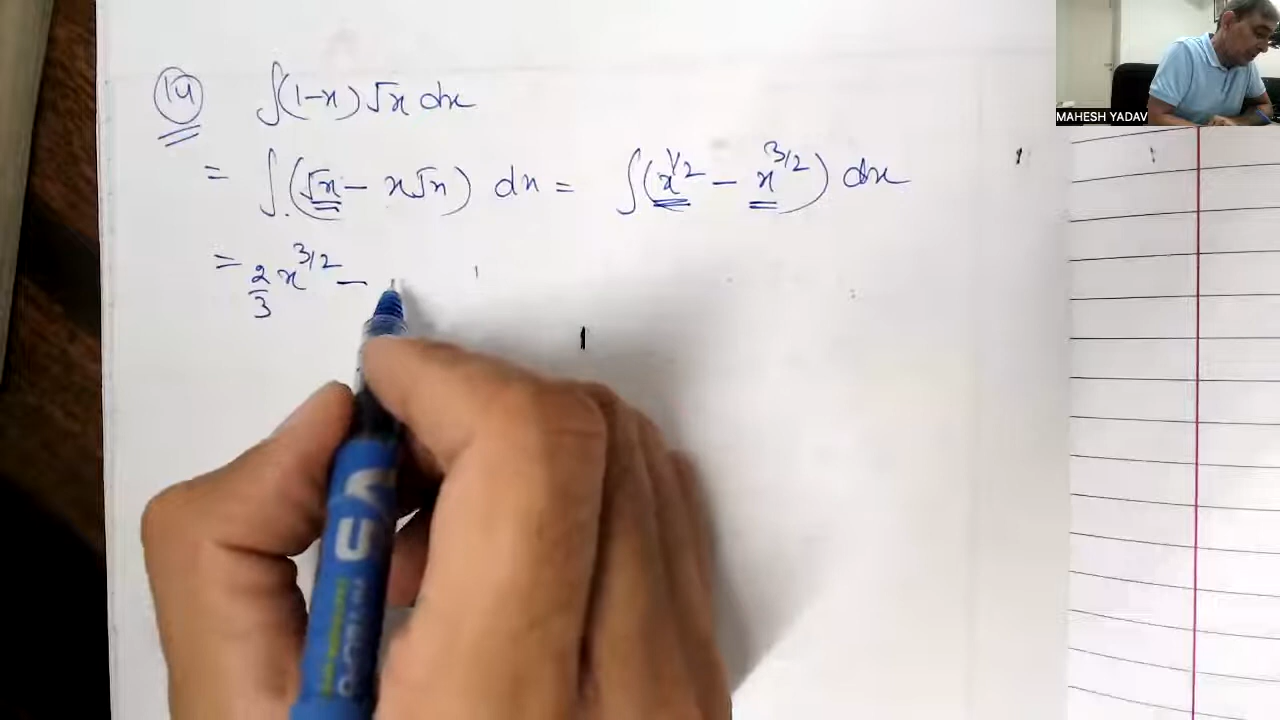 14 ∫(1-x)√x dx
= ∫(√x - x√x) dx = ∫(x^1/2 - x^3/2) dx
= 2/3 x^3/2 -
MAHESH YADAV